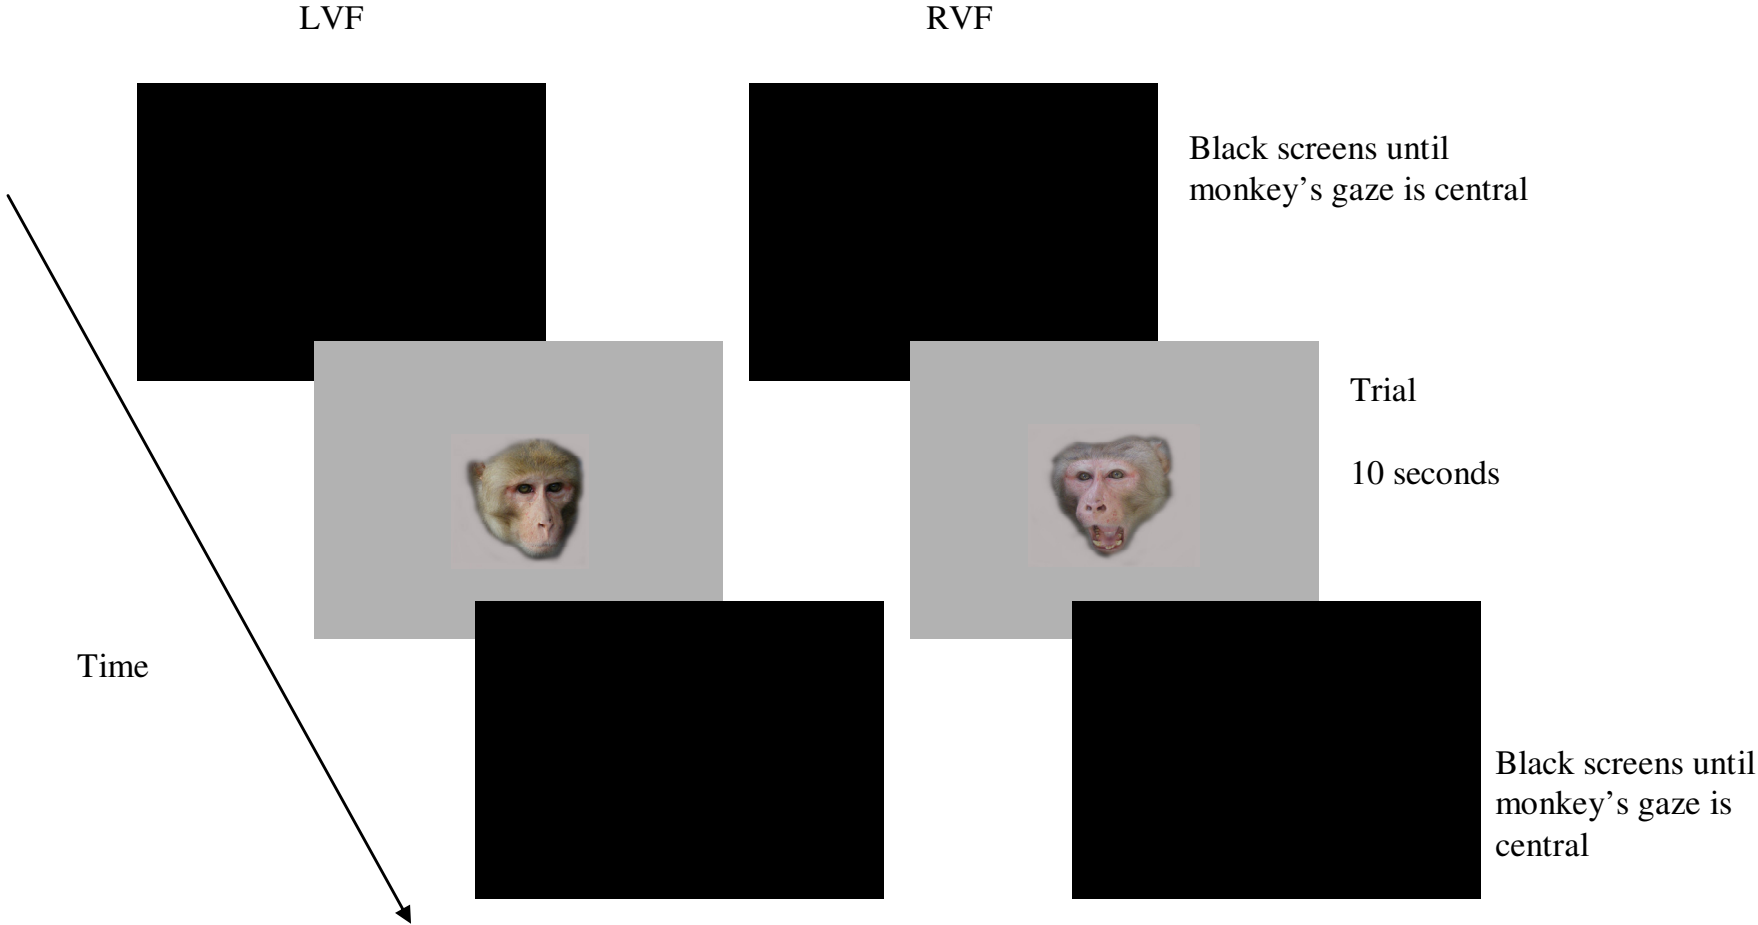 LVF
RVF
Black screens until
monkey’s gaze is central
Trial
10 seconds
Time
Black screens until
monkey’s gaze is
central